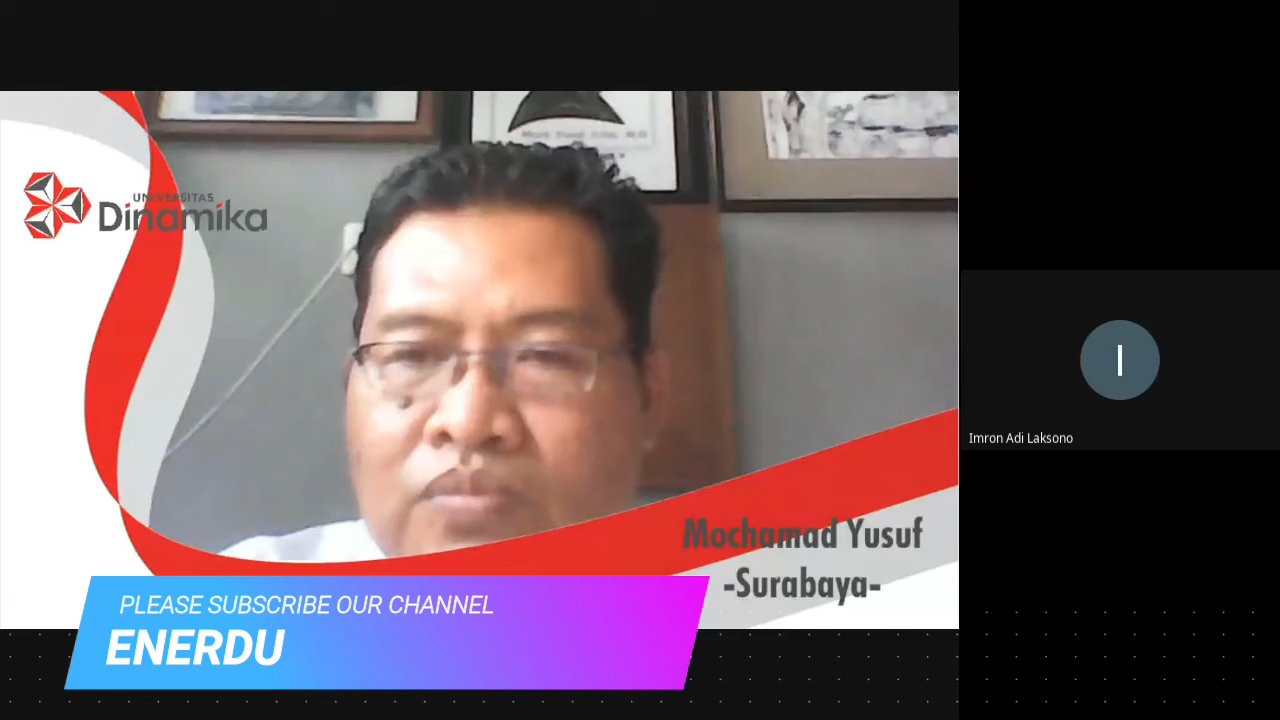 UNIVERSITAS
Dinamika
Mochamad Yusuf
-Surabaya-
I
Imron Adi Laksono
PLEASE SUBSCRIBE OUR CHANNEL
ENERDU